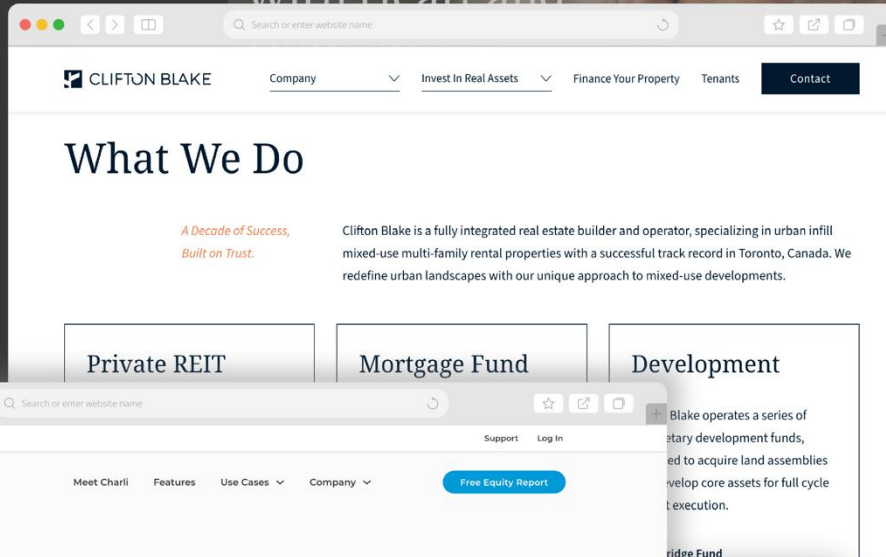 with Heart and
Search or enter website name
CLIFTON BLAKE
Company
Invest In Real Assets
Finance Your Property
Tenants
Contact
What We Do
A Decade of Success,
Built on Trust.
Clifton Blake is a fully integrated real estate builder and operator, specializing in urban infill
mixed-use multi-family rental properties with a successful track record in Toronto, Canada. We
redefine urban landscapes with our unique approach to mixed-use developments.
Private REIT
Mortgage Fund
Development
Blake operates a series of
development funds,
to acquire land assemblies
core assets for full cycle
execution.
Fund
Search or enter website name
Support
Log In
Meet Charli
Features
Use Cases
Company
Free Equity Report